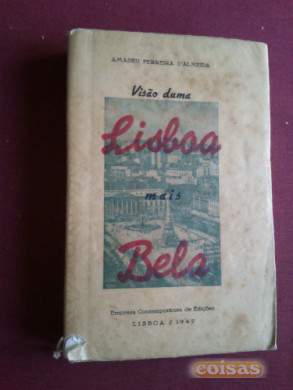 AMADEU FERREIRA D'ALMEIDA
Visão duma
Lisboa
mais
Bela
Empresa Contemporânea de Edições
LISBOA / 1947
coisas